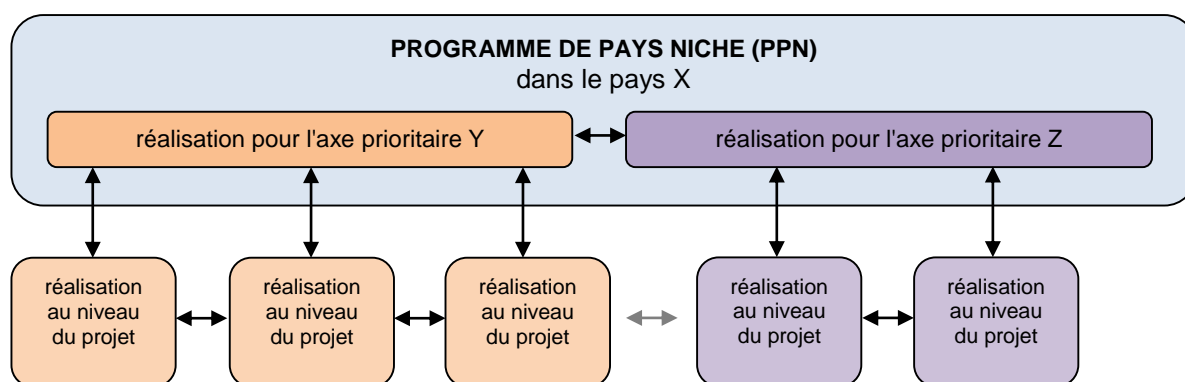 PROGRAMME DE PAYS NICHE (PPN)
dans le pays X
réalisation pour l'axe prioritaire Y
réalisation pour l'axe prioritaire Z
réalisation
au niveau
du projet
réalisation
au niveau
du projet
réalisation
au niveau
du projet
réalisation
au niveau
du projet
réalisation
au niveau
du projet